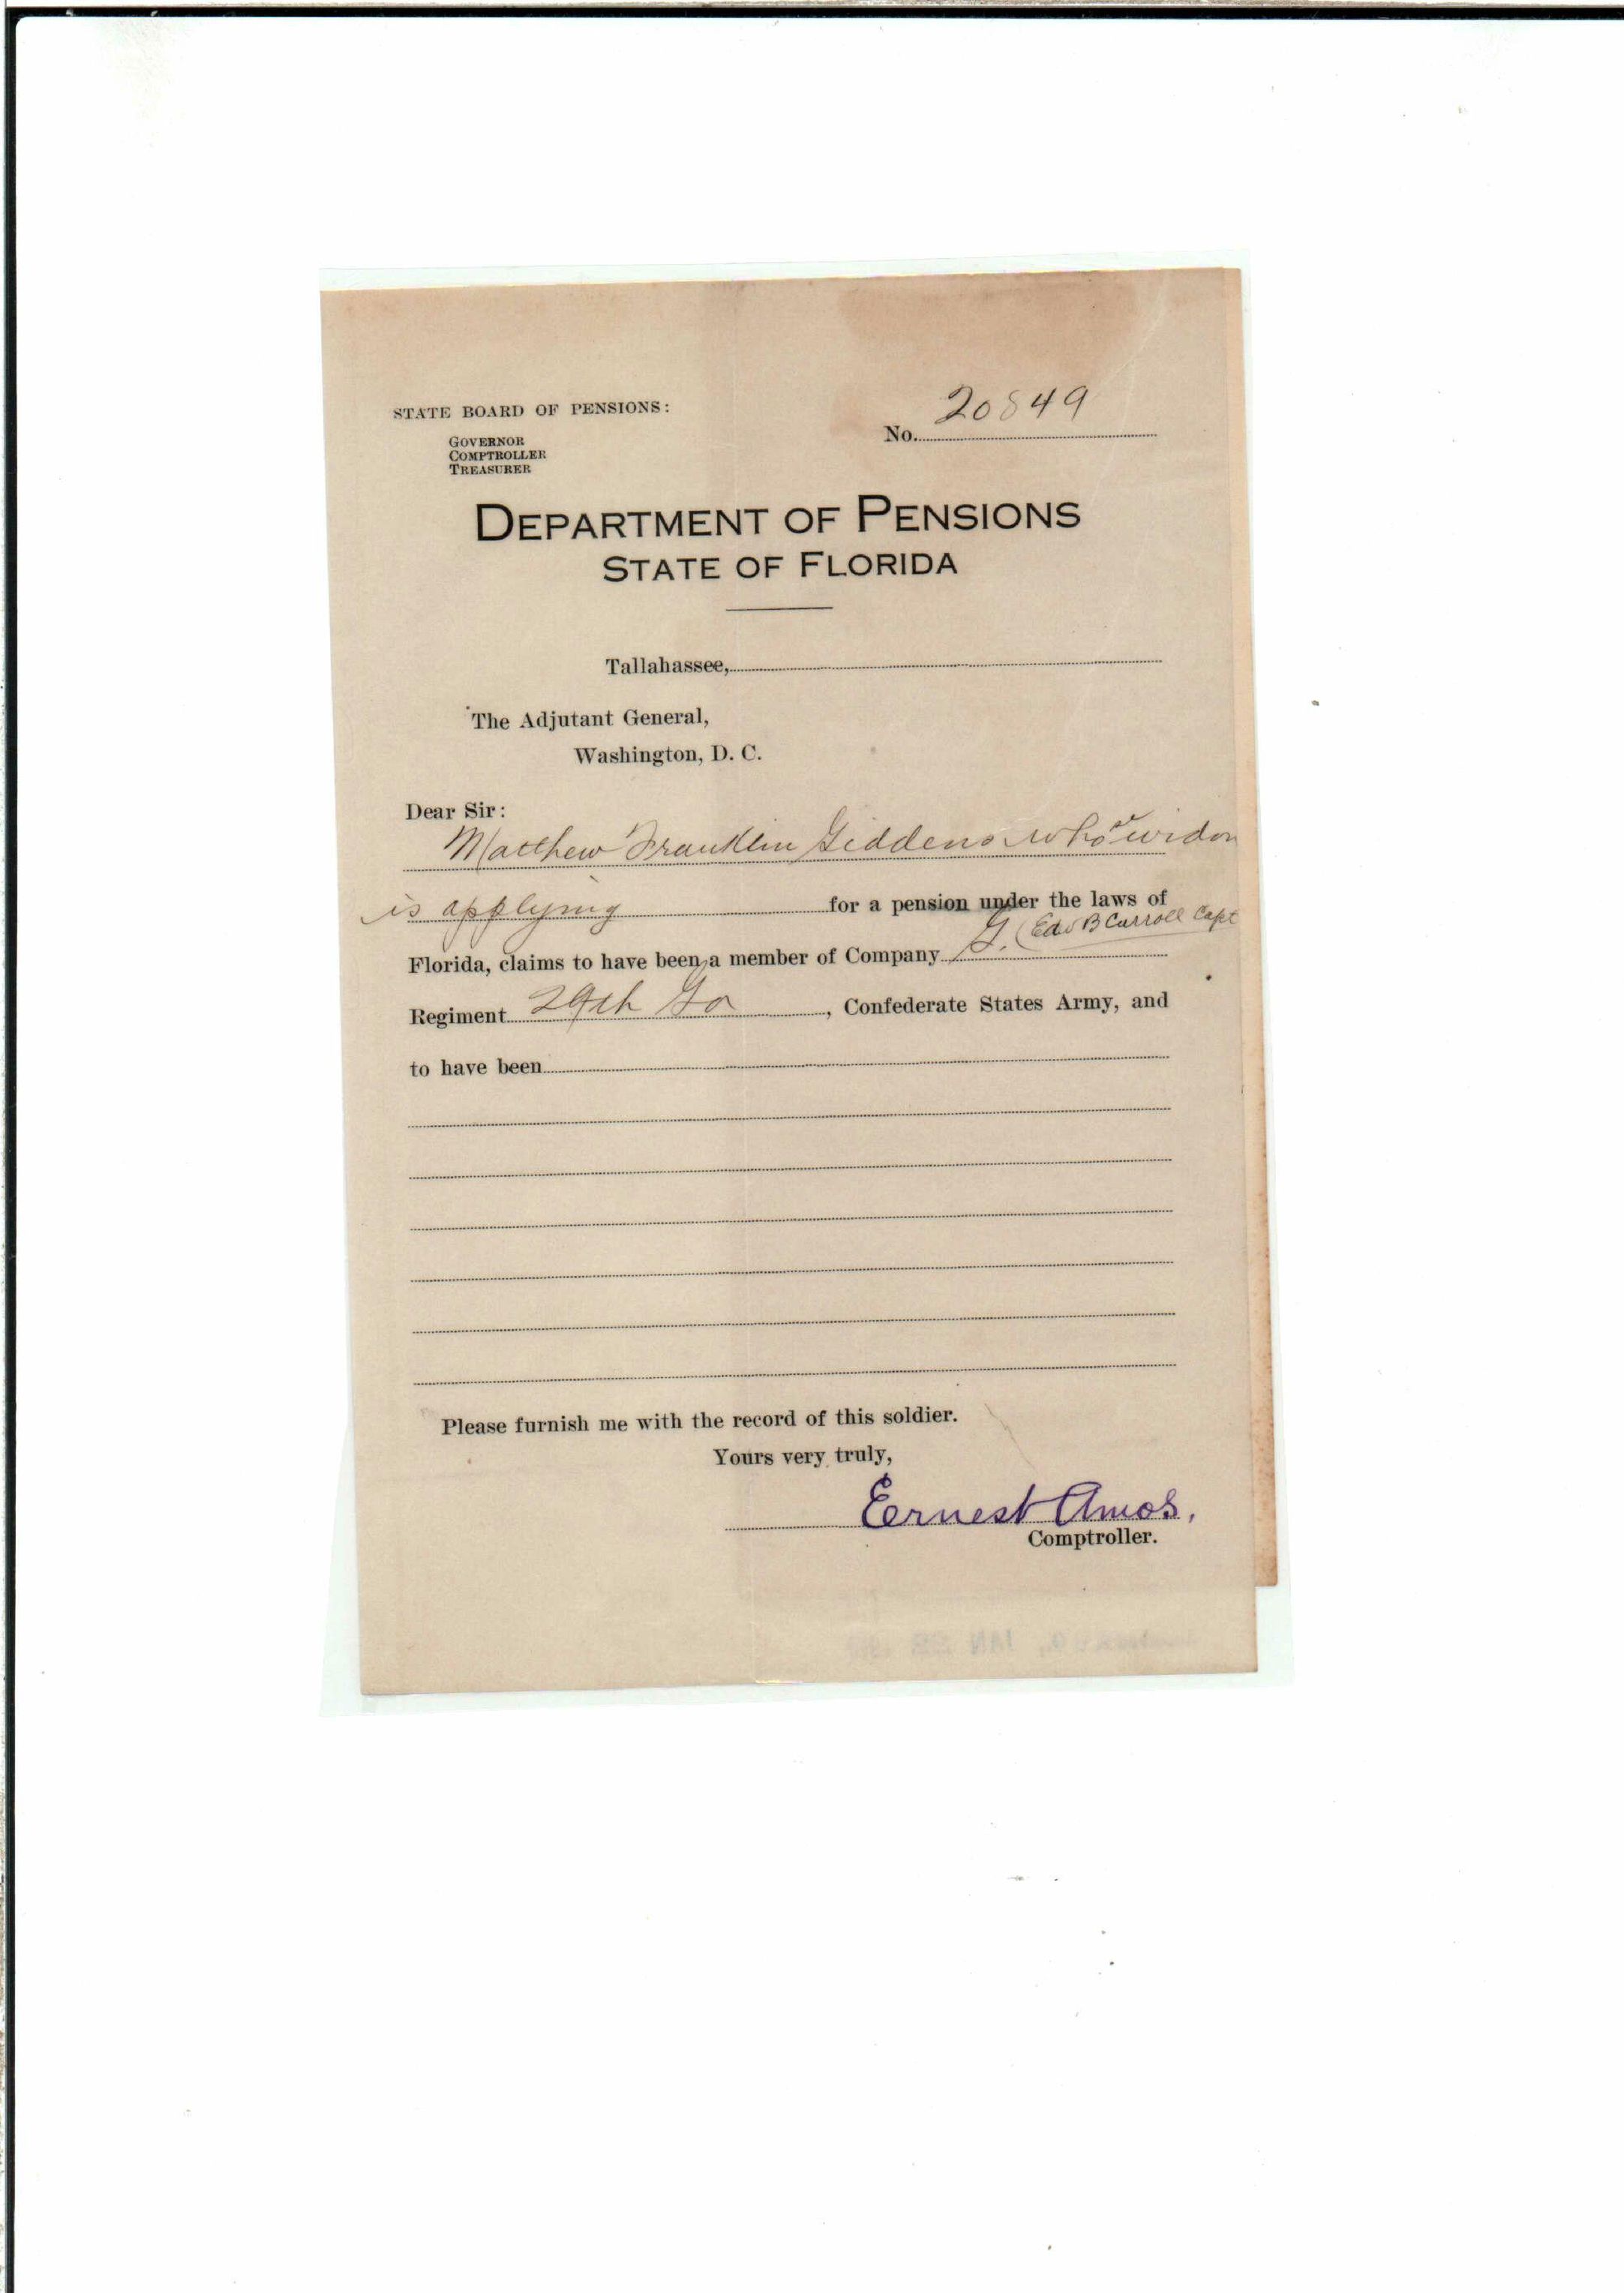 STATE BOARD OF PENSIONS:
GOVERNOR
COMPTROLLER
TREASURER
No. 20849
DEPARTMENT OF PENSIONS
STATE OF FLORIDA
Tallahassee,
The Adjutant General,
Washington, D. C.
Dear Sir:
Matthew Franklin Giddens whose widow
is applying for a pension under the laws of
Florida, claims to have been a member of Company G. (Edw B Carroll Capt
Regiment 29th Ga, Confederate States Army, and
to have been
Please furnish me with the record of this soldier.
Yours very truly,
Ernest Amos,
Comptroller.